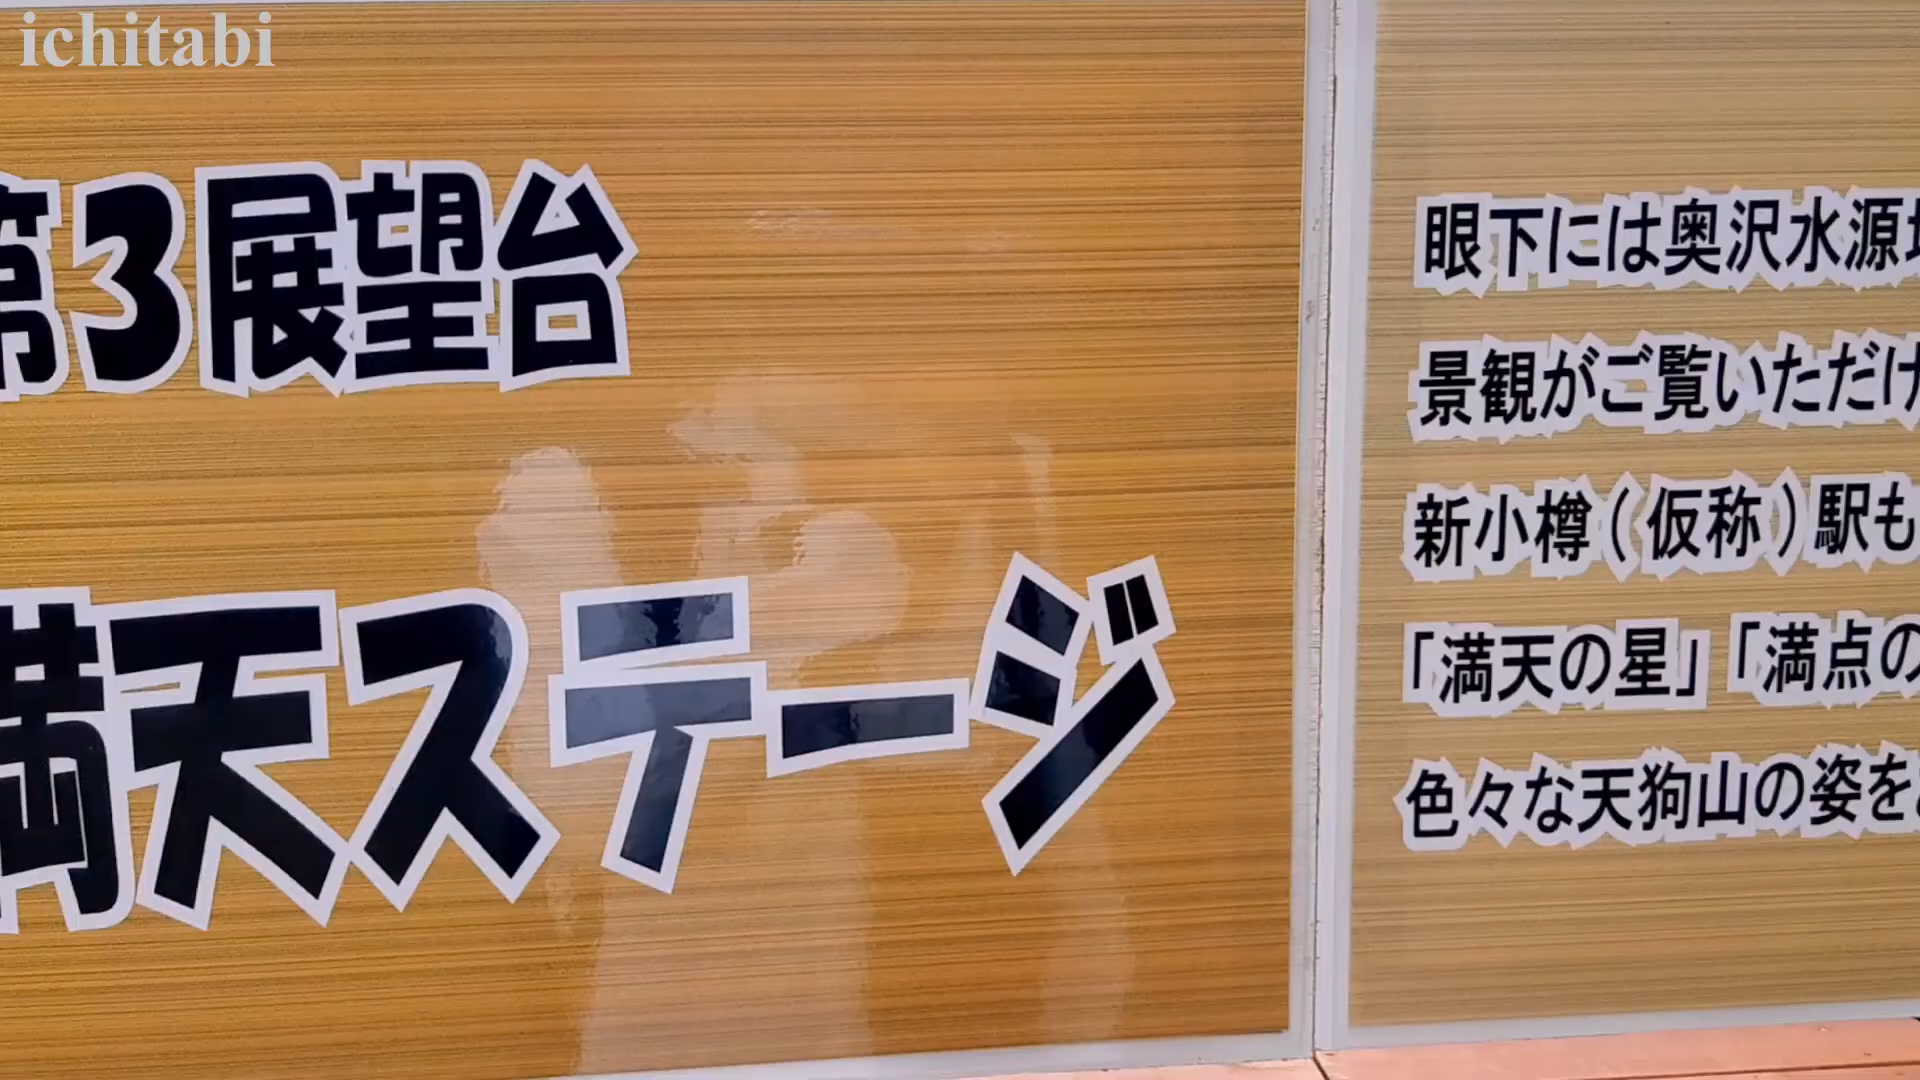 ichitabi
第3展望台
満天ステージ
眼下には奥沢水源
景観がご覧いただけ
新小樽(仮称)駅も
「満天の星」「満点の
色々な天狗山の姿を